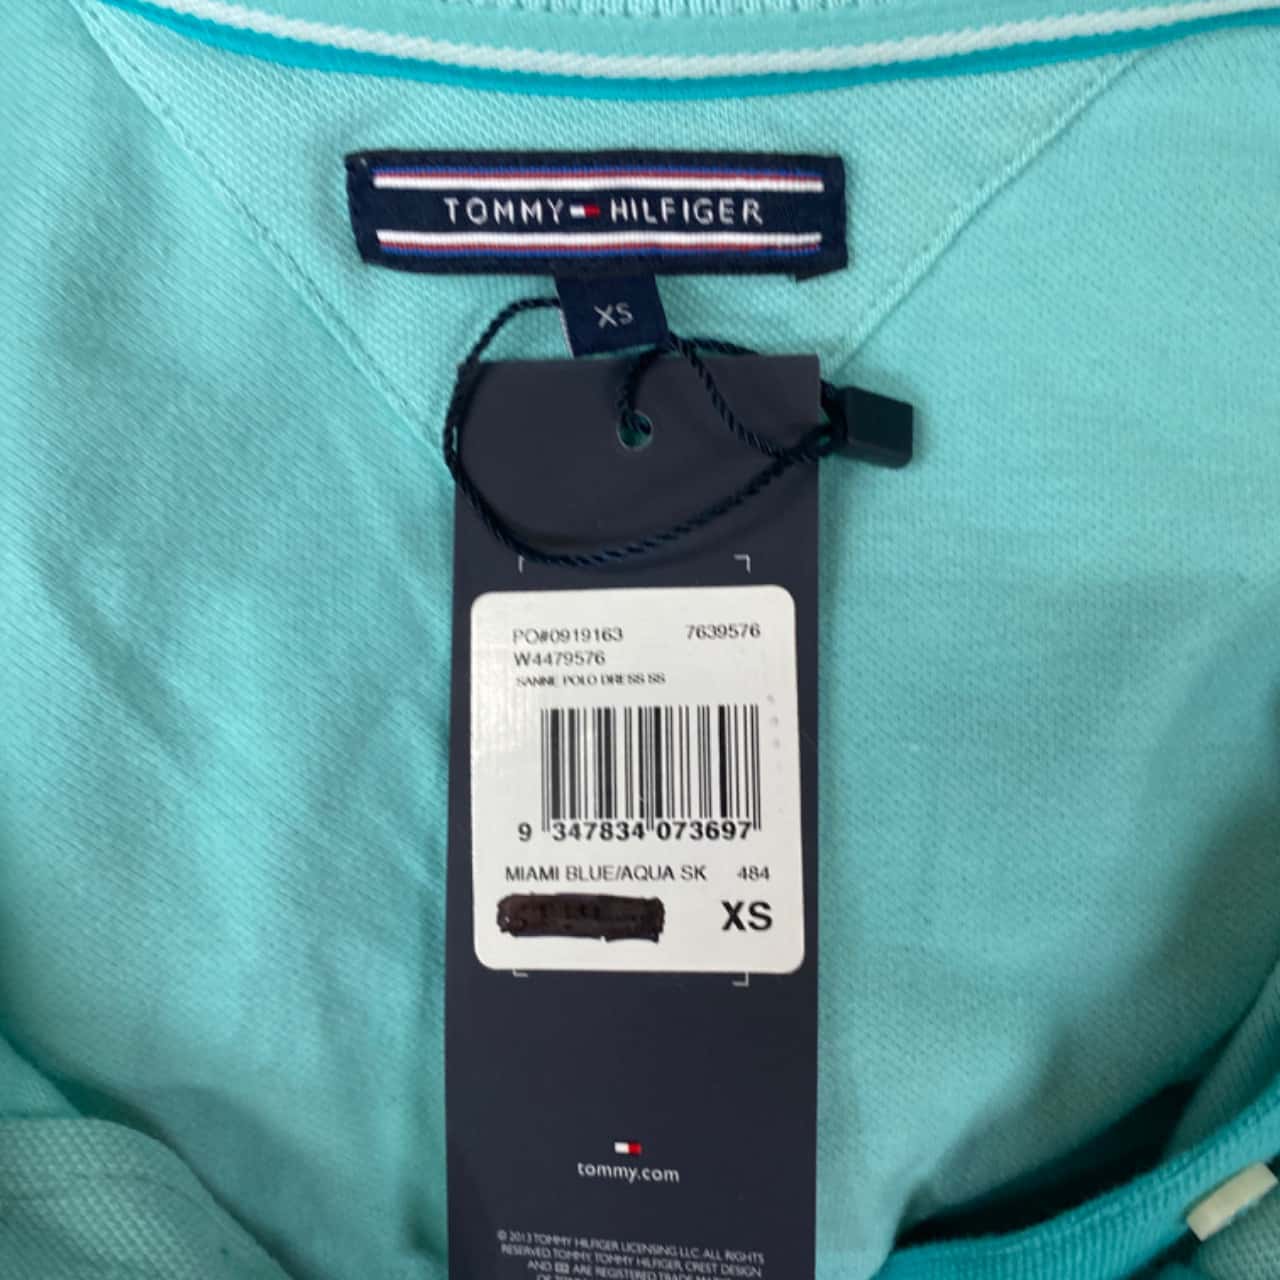 TOMMY HILFIGER
XS
PO#0919163 7639576
W4479576
SANNE POLO DRESS SS
9 347834 073697
MIAMI BLUE/AQUA SK 484
XS
tommy.com
© 2013 TOMMY HILFIGER LICENSING LLC. ALL RIGHTS
RESERVED. TOMMY, TOMMY HILFIGER, CREST DESIGN
AND ARE REGISTERED TRADE